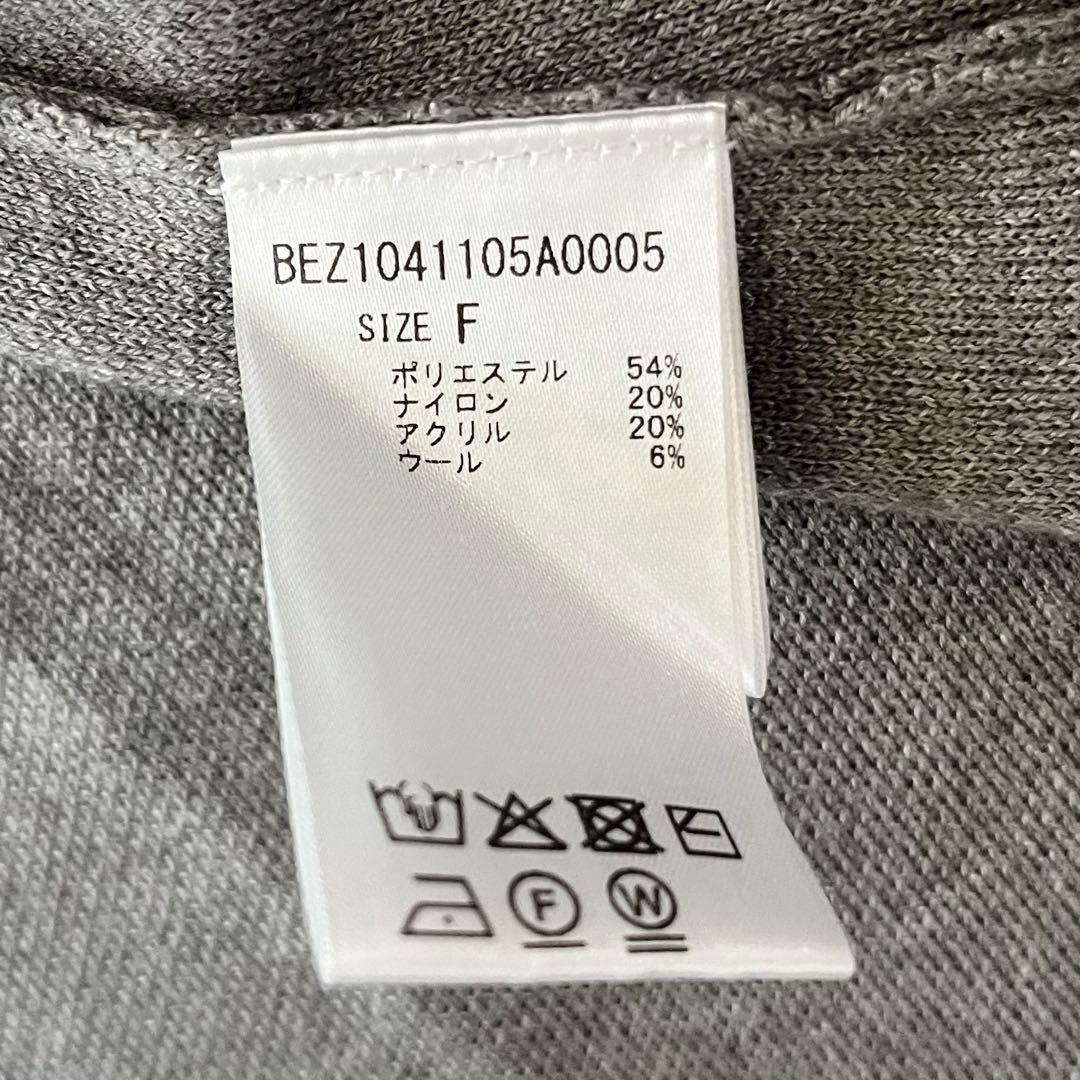 BEZ1041105A0005
SIZE F
ポリエステル 54%
ナイロン 20%
アクリル 20%
ウール 6%
F W